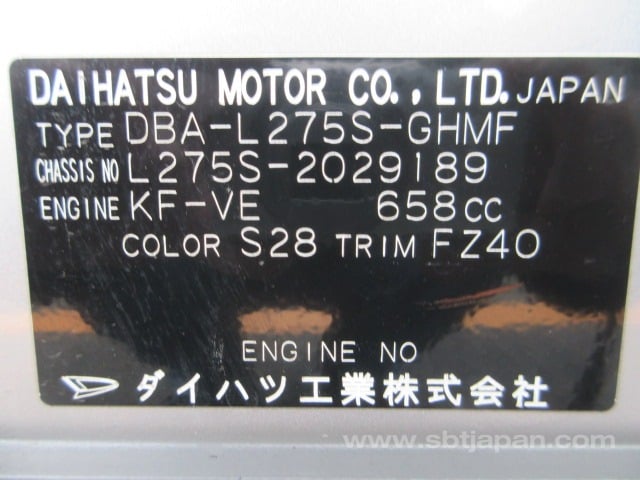 DAIHATSU MOTOR CO., LTD. JAPAN
TYPE DBA-L275S-GHMF
CHASSIS NO L275S-2029189
ENGINE KF-VE 658CC
COLOR S28 TRIM FZ40
ENGINE NO
ダイハツ工業株式会社
www.sbtjapan.com